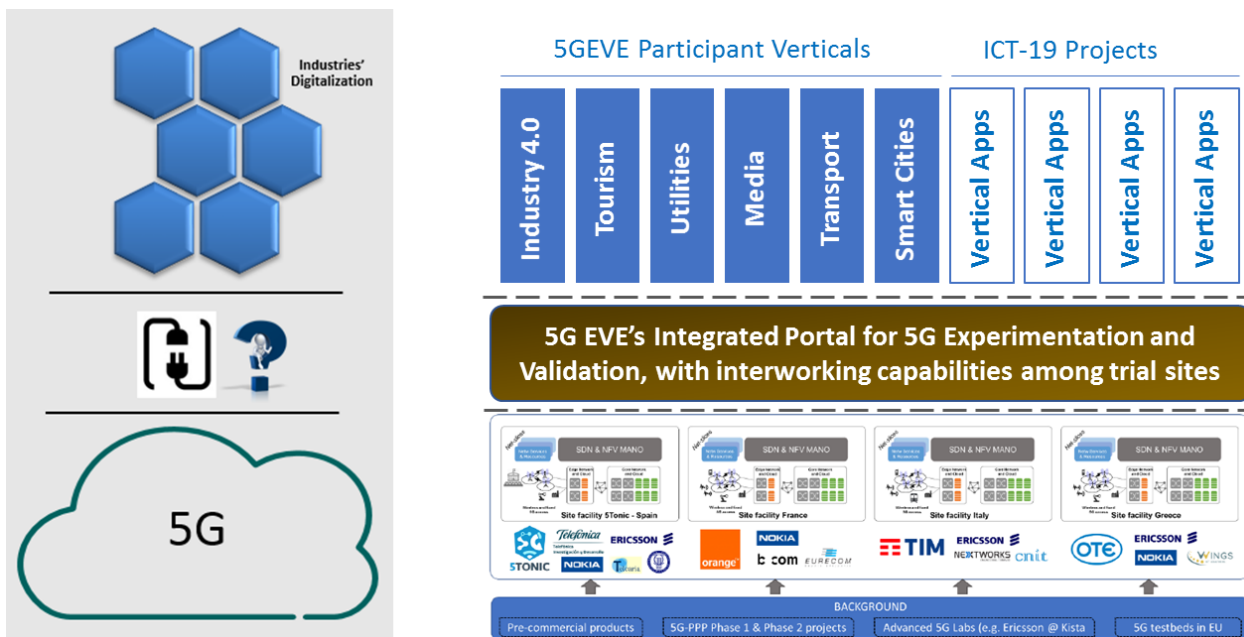 Industries'
Digitalization
5G
5GEVE Participant Verticals
ICT-19 Projects
Industry 4.0
Tourism
Utilities
Media
Transport
Smart Cities
Vertical Apps
Vertical Apps
Vertical Apps
Vertical Apps
5G EVE's Integrated Portal for 5G Experimentation and
Validation, with interworking capabilities among trial sites
SDN & NFV MANO
Site facility 5Tonic - Spain
SDN & NFV MANO
Site facility France
SDN & NFV MANO
Site facility Italy
SDN & NFV MANO
Site facility Greece
5TONIC
Telefónica
ERICSSON
NOKIA
orange
NOKIA
b com
EURECOM
TIM
ERICSSON
NEXTWORKS
cnit
OTE
ERICSSON
NOKIA
WINGS
BACKGROUND
Pre-commercial products
5G-PPP Phase 1 & Phase 2 projects
Advanced 5G Labs (e.g. Ericsson @ Kista
5G testbeds in EU